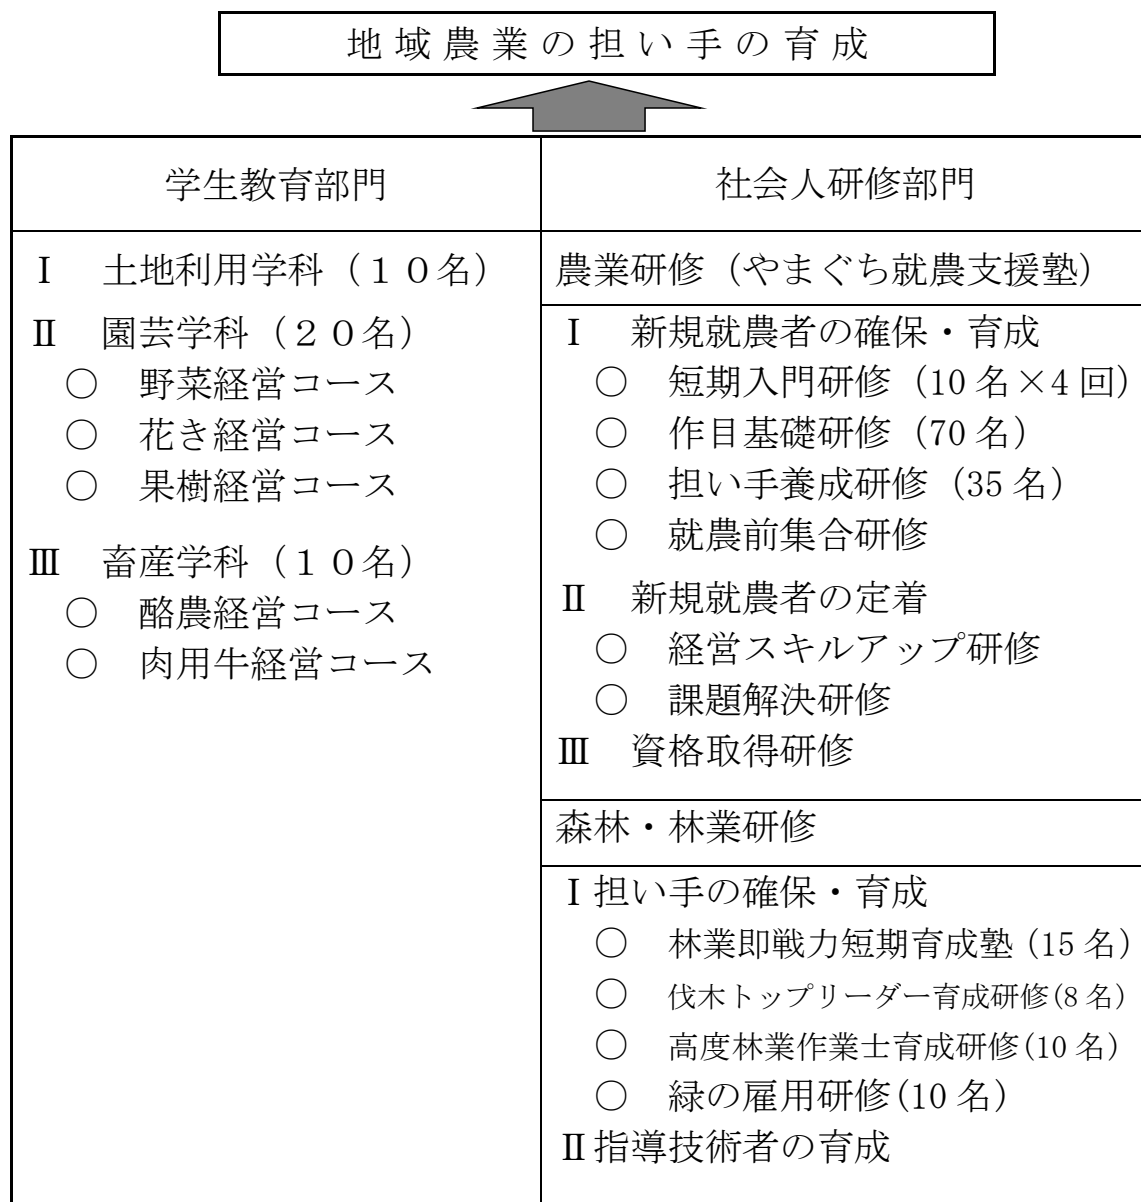 地域農業の担い手の育成
学生教育部門
Ⅰ　土地利用学科（１０名）
Ⅱ　園芸学科（２０名）
○　野菜経営コース
○　花き経営コース
○　果樹経営コース
Ⅲ　畜産学科（１０名）
○　酪農経営コース
○　肉用牛経営コース
社会人研修部門
農業研修（やまぐち就農支援塾）
Ⅰ　新規就農者の確保・育成
○　短期入門研修（10名×4回）
○　作目基礎研修（70名）
○　担い手養成研修（35名）
○　就農前集合研修
Ⅱ　新規就農者の定着
○　経営スキルアップ研修
○　課題解決研修
Ⅲ　資格取得研修
森林・林業研修
Ⅰ担い手の確保・育成
○　林業即戦力短期育成塾(15名)
○　伐木トップリーダー育成研修(8名)
○　高度林業作業士育成研修(10名)
○　緑の雇用研修(10名)
Ⅱ指導技術者の育成